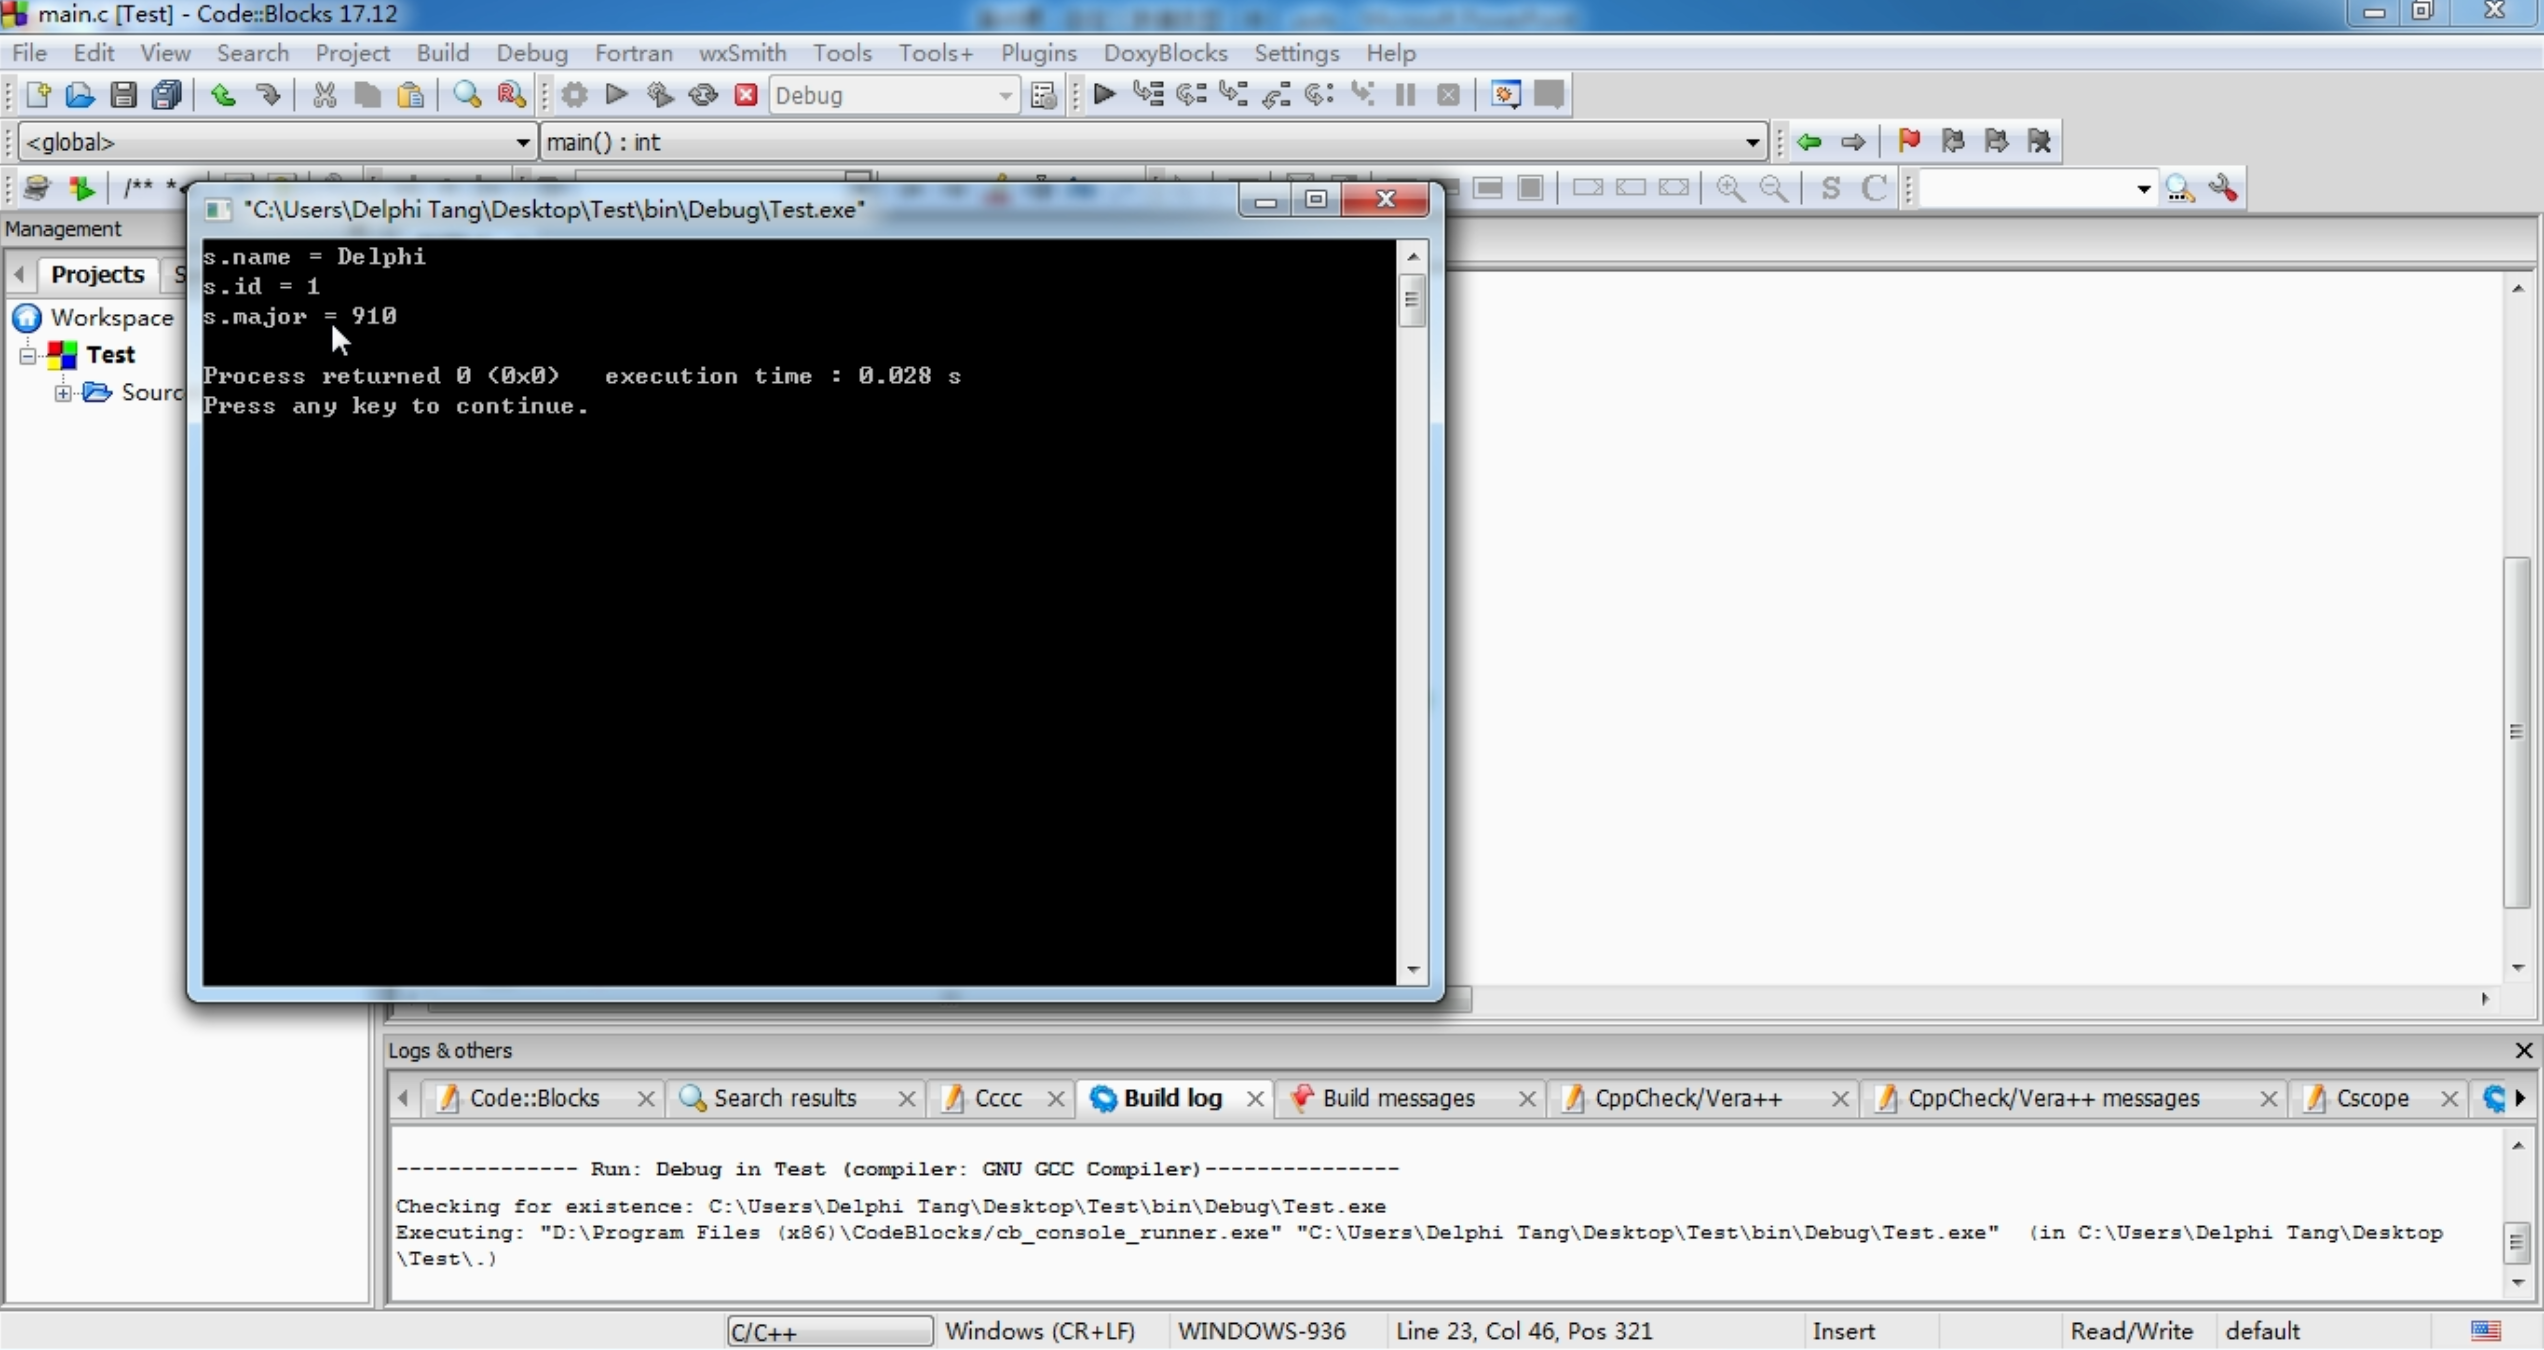 main.c [Test] - Code::Blocks 17.12
File Edit View Search Project Build Debug Fortran wxSmith Tools Tools+ Plugins DoxyBlocks Settings Help
Debug
<global> main() : int
/** *
S C
"C:\Users\Delphi Tang\Desktop\Test\bin\Debug\Test.exe"
Management
Projects S
Workspace
Test
Sourc
s.name = Delphi
s.id = 1
s.major = 910
Process returned 0 (0x0)   execution time : 0.028 s
Press any key to continue.
Logs & others
Code::Blocks Search results Cccc Build log Build messages CppCheck/Vera++ CppCheck/Vera++ messages Cscope
-------------- Run: Debug in Test (compiler: GNU GCC Compiler)---------------
Checking for existence: C:\Users\Delphi Tang\Desktop\Test\bin\Debug\Test.exe
Executing: "D:\Program Files (x86)\CodeBlocks/cb_console_runner.exe" "C:\Users\Delphi Tang\Desktop\Test\bin\Debug\Test.exe"  (in C:\Users\Delphi Tang\Desktop
\Test\.)
C/C++ Windows (CR+LF) WINDOWS-936 Line 23, Col 46, Pos 321 Insert Read/Write default